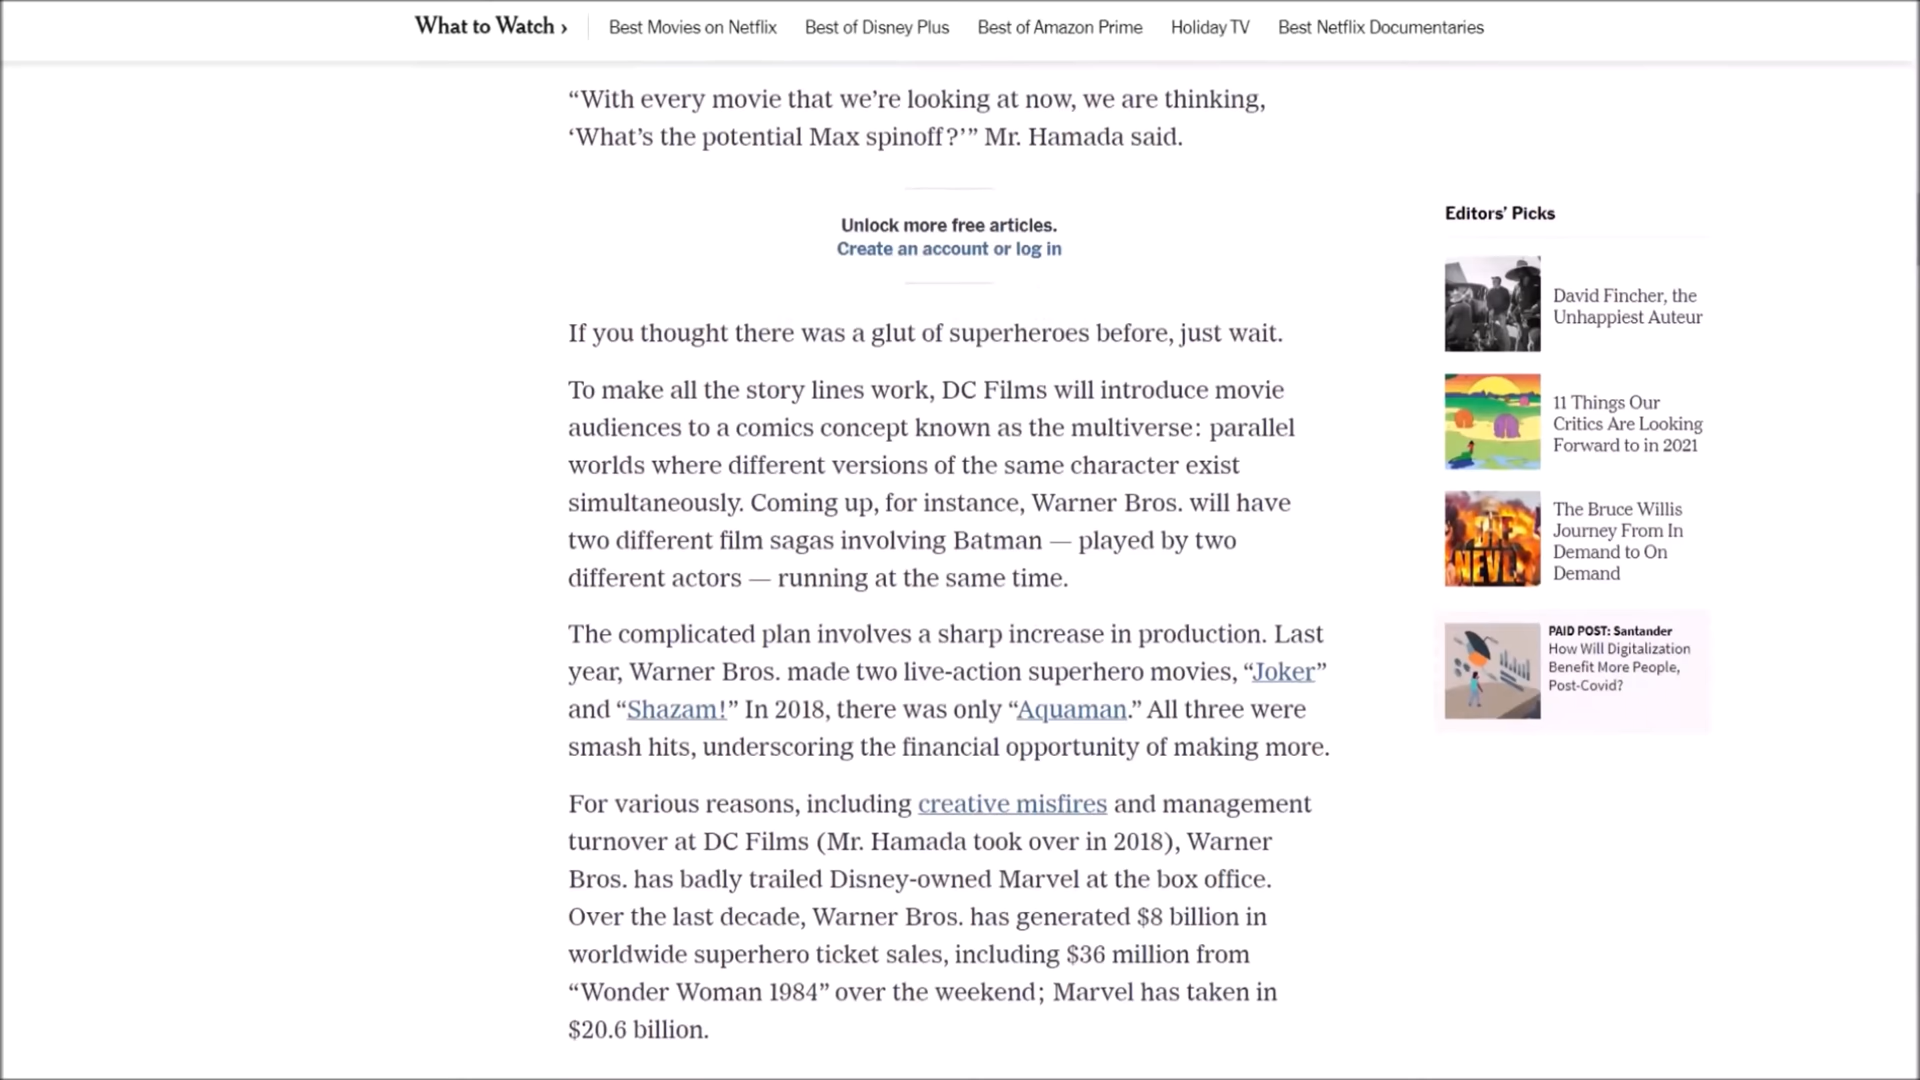 What to Watch ›
Best Movies on Netflix
Best of Disney Plus
Best of Amazon Prime
Holiday TV
Best Netflix Documentaries
“With every movie that we’re looking at now, we are thinking,
‘What’s the potential Max spinoff?’” Mr. Hamada said.
Unlock more free articles.
Create an account or log in
If you thought there was a glut of superheroes before, just wait.
To make all the story lines work, DC Films will introduce movie
audiences to a comics concept known as the multiverse: parallel
worlds where different versions of the same character exist
simultaneously. Coming up, for instance, Warner Bros. will have
two different film sagas involving Batman — played by two
different actors — running at the same time.
The complicated plan involves a sharp increase in production. Last
year, Warner Bros. made two live-action superhero movies, “Joker”
and “Shazam!” In 2018, there was only “Aquaman.” All three were
smash hits, underscoring the financial opportunity of making more.
For various reasons, including creative misfires and management
turnover at DC Films (Mr. Hamada took over in 2018), Warner
Bros. has badly trailed Disney-owned Marvel at the box office.
Over the last decade, Warner Bros. has generated $8 billion in
worldwide superhero ticket sales, including $36 million from
“Wonder Woman 1984” over the weekend; Marvel has taken in
$20.6 billion.
Editors’ Picks
David Fincher, the
Unhappiest Auteur
11 Things Our
Critics Are Looking
Forward to in 2021
DIE
NEVE
The Bruce Willis
Journey From In
Demand to On
Demand
PAID POST: Santander
How Will Digitalization
Benefit More People,
Post-Covid?